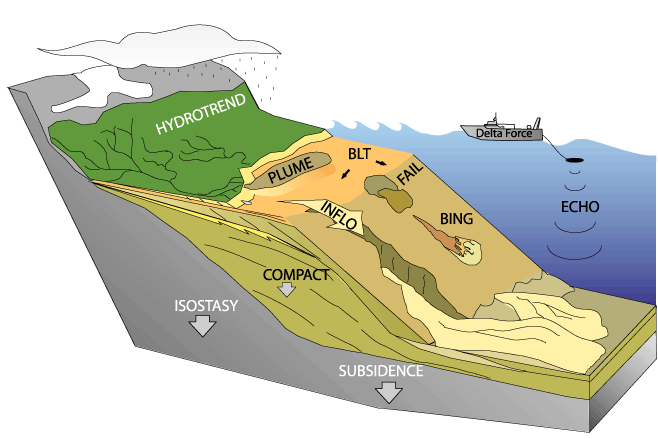 HYDROTREND
Delta Force
BLT
PLUME
FAIL
ECHO
INFLO
BING
COMPACT
ISOSTASY
SUBSIDENCE